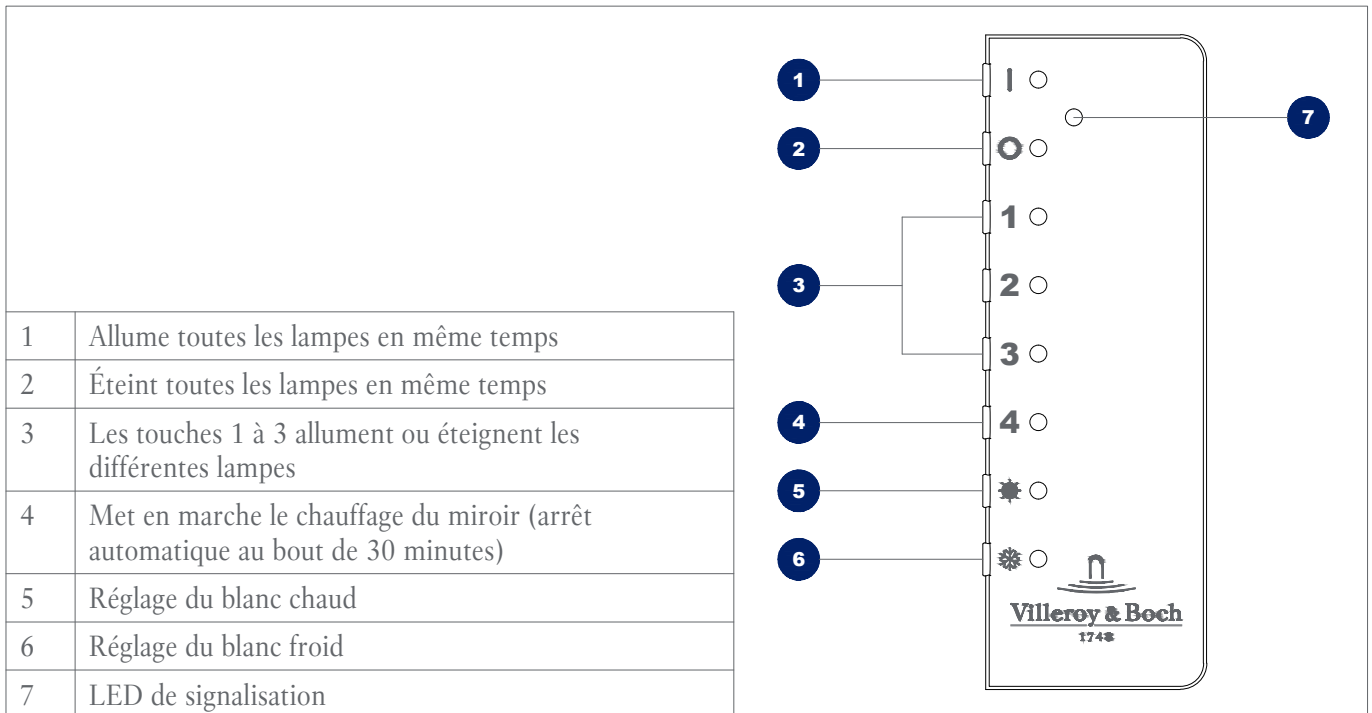 1 Allume toutes les lampes en même temps
2 Éteint toutes les lampes en même temps
3 Les touches 1 à 3 allument ou éteignent les
différentes lampes
4 Met en marche le chauffage du miroir (arrêt
automatique au bout de 30 minutes)
5 Réglage du blanc chaud
6 Réglage du blanc froid
7 LED de signalisation
1
7
2
1
3
2
3
4
4
5
6
Villeroy & Boch
1748